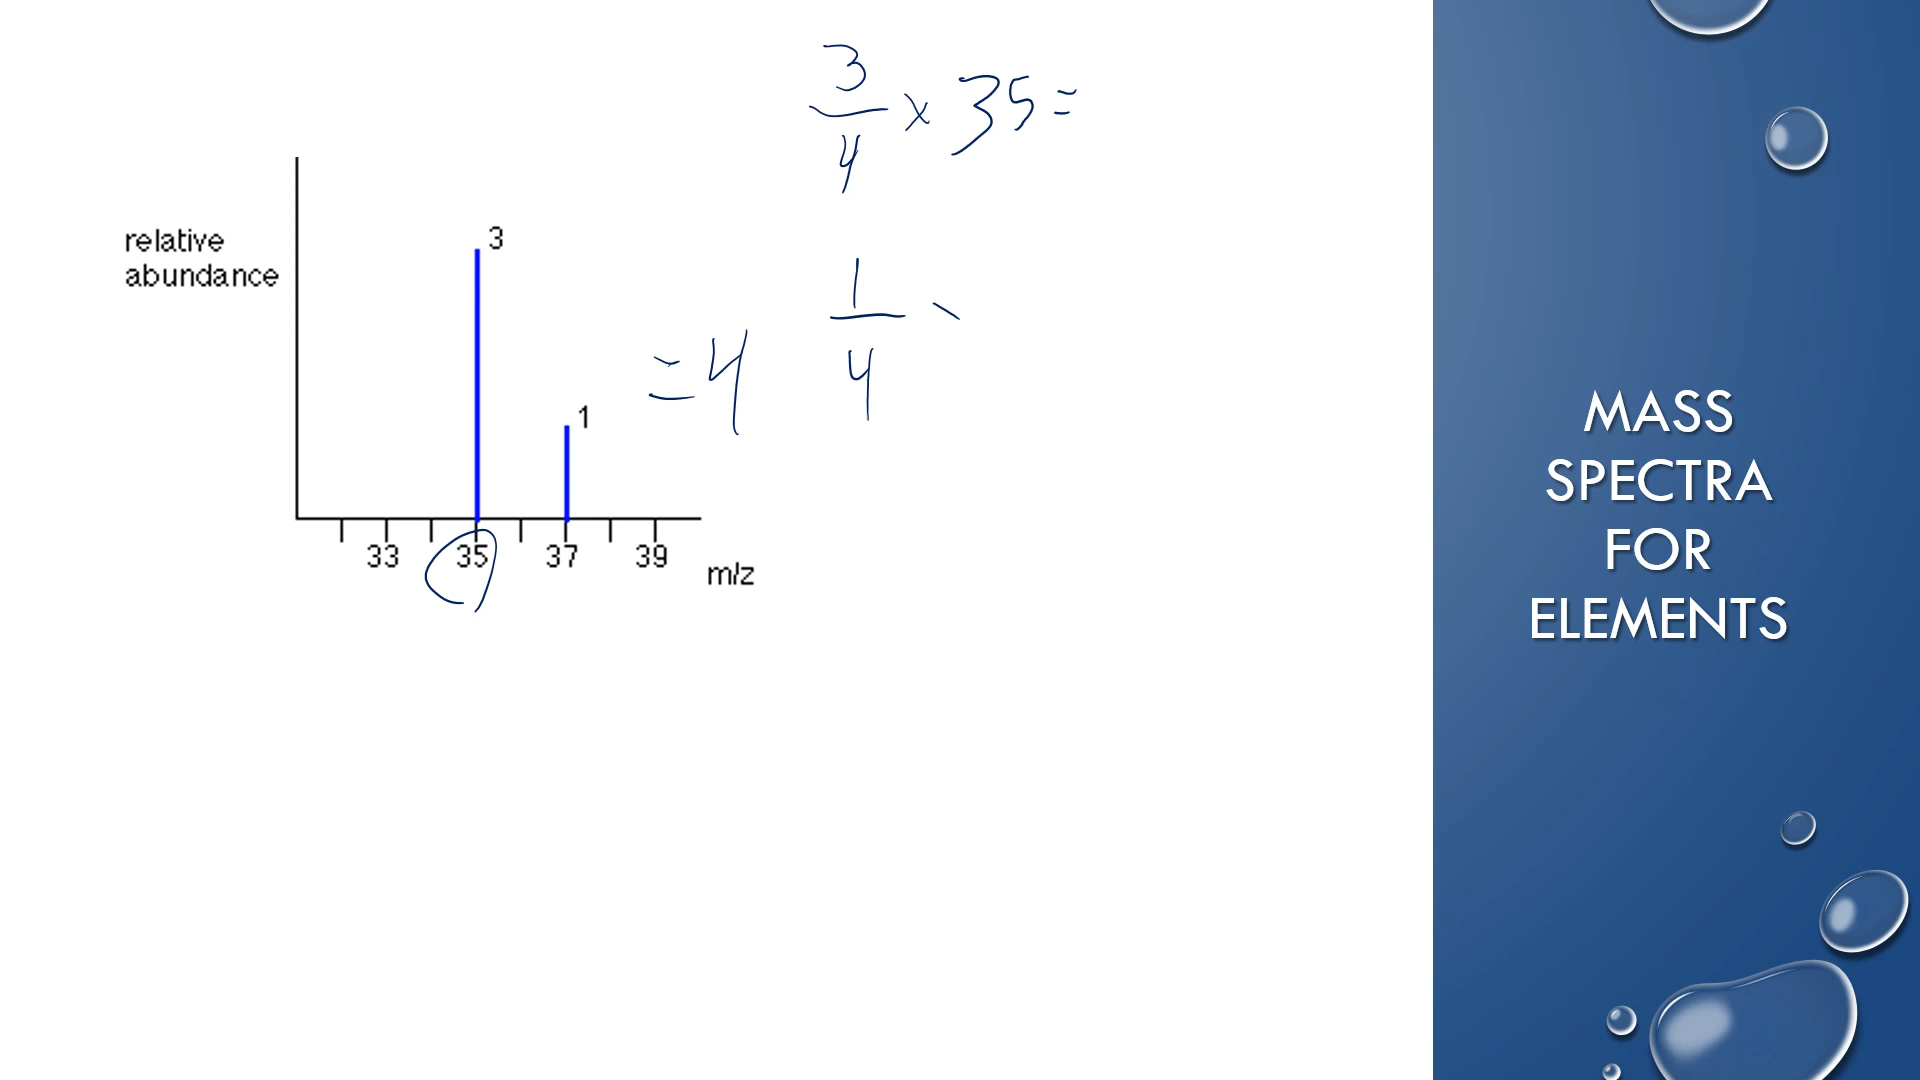 3
— × 35 =
4
relative
abundance
3
1
= 4
1
— \
4
33 35 37 39
m/z
MASS
SPECTRA
FOR
ELEMENTS